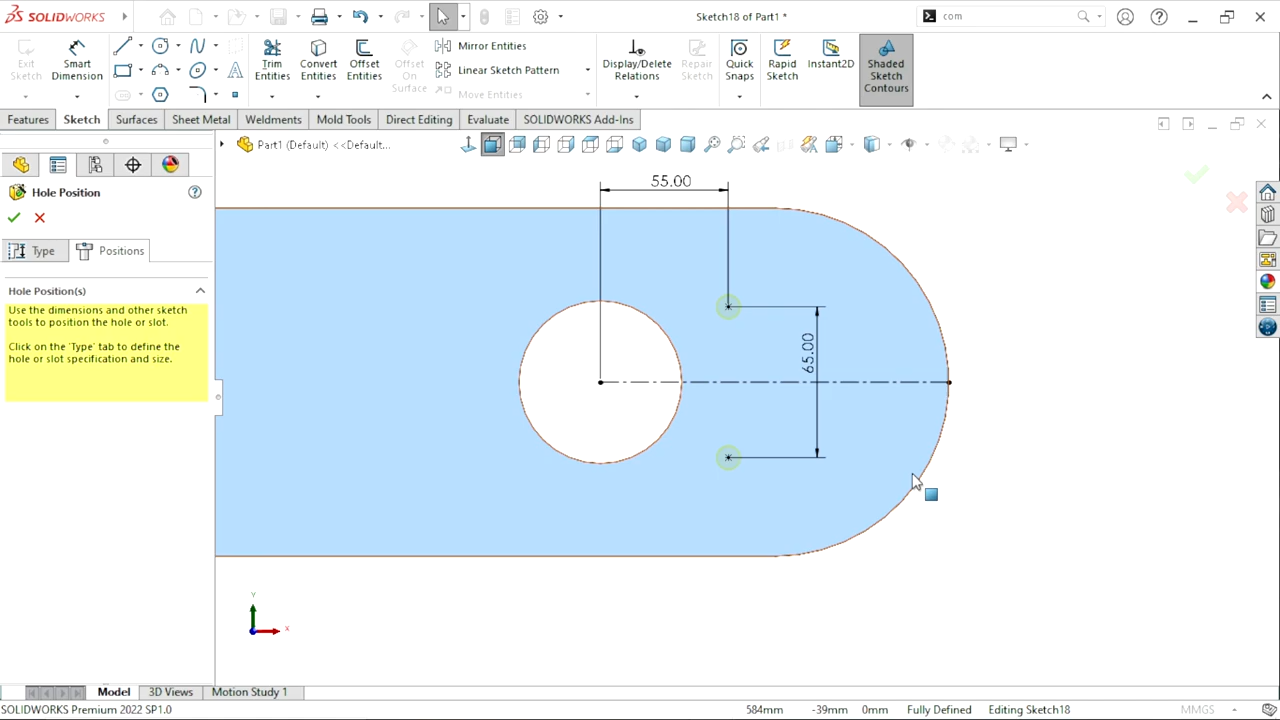 SOLIDWORKS
Sketch18 of Part1 *
com
Exit Sketch
Smart Dimension
Trim Entities
Convert Entities
Offset Entities
Offset On Surface
Mirror Entities
Linear Sketch Pattern
Move Entities
Display/Delete Relations
Repair Sketch
Quick Snaps
Rapid Sketch
Instant2D
Shaded Sketch Contours
Features
Sketch
Surfaces
Sheet Metal
Weldments
Mold Tools
Direct Editing
Evaluate
SOLIDWORKS Add-Ins
Part1 (Default) <<Default...
Hole Position
Type
Positions
Hole Position(s)
Use the dimensions and other sketch
tools to position the hole or slot.
Click on the 'Type' tab to define the
hole or slot specification and size.
55.00
65.00
Y
X
Model
3D Views
Motion Study 1
SOLIDWORKS Premium 2022 SP1.0
584mm
-39mm
0mm
Fully Defined
Editing Sketch18
MMGS